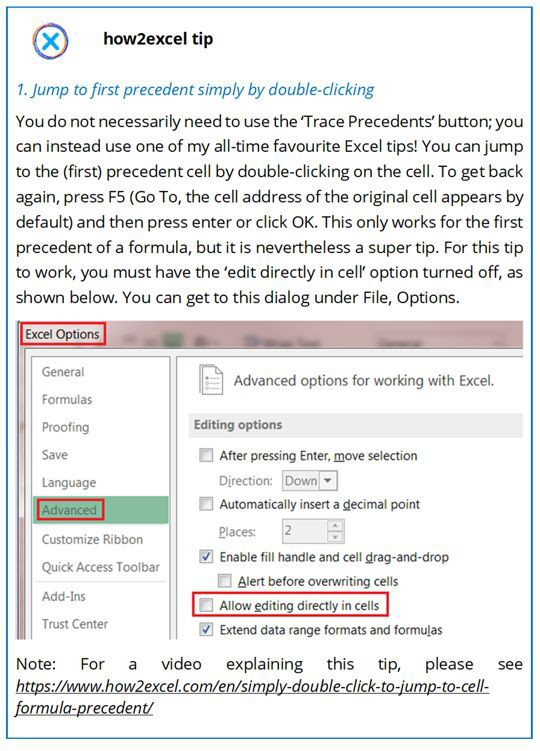 how2excel tip
1. Jump to first precedent simply by double-clicking
You do not necessarily need to use the ‘Trace Precedents’ button; you
can instead use one of my all-time favourite Excel tips! You can jump
to the (first) precedent cell by double-clicking on the cell. To get back
again, press F5 (Go To, the cell address of the original cell appears by
default) and then press enter or click OK. This only works for the first
precedent of a formula, but it is nevertheless a super tip. For this tip
to work, you must have the ‘edit directly in cell’ option turned off, as
shown below. You can get to this dialog under File, Options.
Excel Options
General
Formulas
Proofing
Save
Language
Advanced
Customize Ribbon
Quick Access Toolbar
Add-Ins
Trust Center
Advanced options for working with Excel.
Editing options
After pressing Enter, move selection
Direction: Down
Automatically insert a decimal point
Places: 2
Enable fill handle and cell drag-and-drop
Alert before overwriting cells
Allow editing directly in cells
Extend data range formats and formulas
Note: For a video explaining this tip, please see
https://www.how2excel.com/en/simply-double-click-to-jump-to-cell-
formula-precedent/